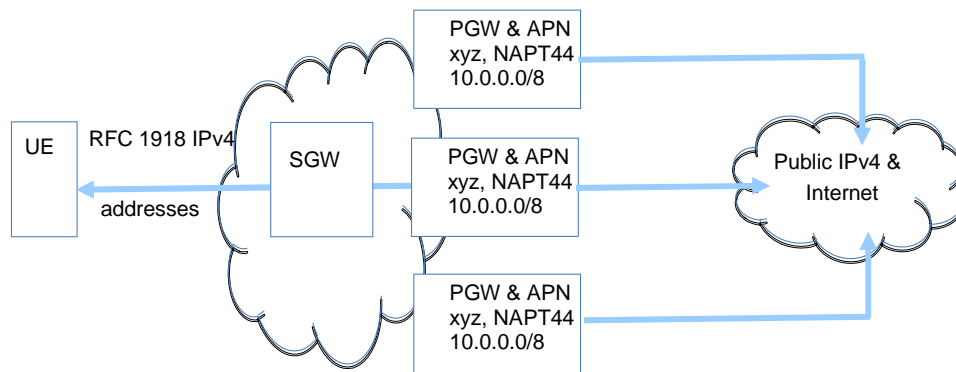 PGW & APN
xyz, NAPT44
10.0.0.0/8
UE
RFC 1918 IPv4
addresses
SGW
PGW & APN
xyz, NAPT44
10.0.0.0/8
Public IPv4 &
Internet
PGW & APN
xyz, NAPT44
10.0.0.0/8